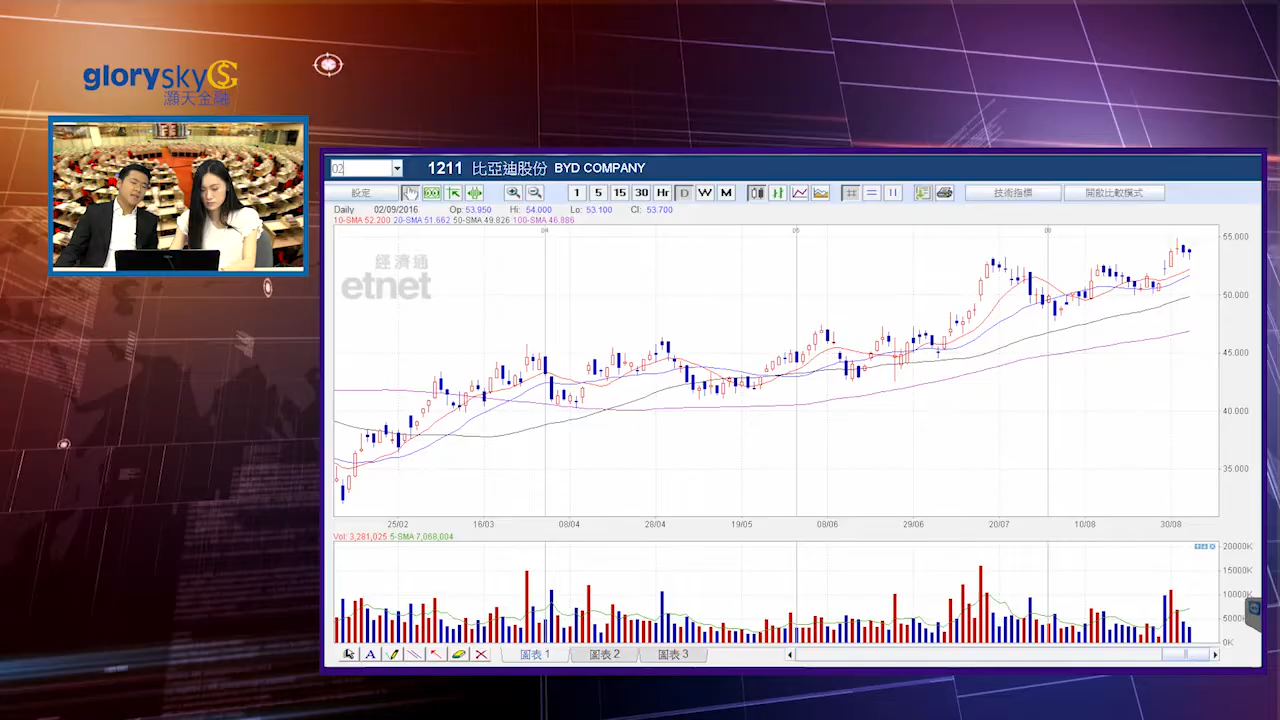 glorysky
灝天金融
02
1211 比亞迪股份 BYD COMPANY
設定 1 5 15 30 Hr D W M 技術指標 開啟比較模式
Daily 02/09/2016 Op: 53.950 Hi: 54.000 Lo: 53.100 Cl: 53.700
10-SMA 52.200 20-SMA 51.662 50-SMA 49.826 100-SMA 46.886
04 06 08
經濟通
etnet
55.000
50.000
45.000
40.000
35.000
25/02 16/03 08/04 28/04 19/05 08/06 29/06 20/07 10/08 30/08
Vol: 3,281,025 5-SMA 7,068,004
20000K
15000K
10000K
5000K
0K
A 圖表 1 圖表 2 圖表 3